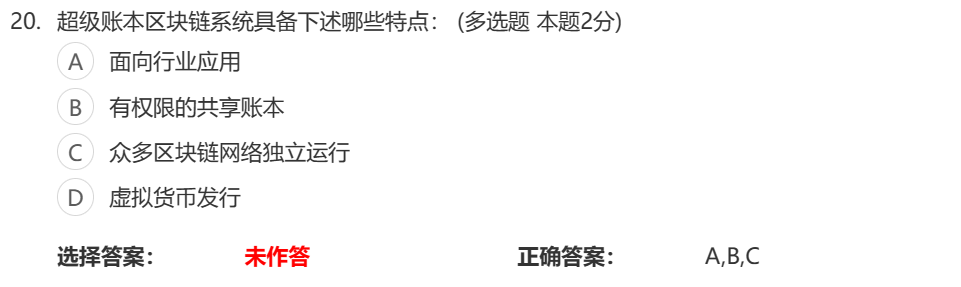 20. 超级账本区块链系统具备下述哪些特点： (多选题 本题2分)
A 面向行业应用
B 有权限的共享账本
C 众多区块链网络独立运行
D 虚拟货币发行
选择答案： 未作答 正确答案： A,B,C